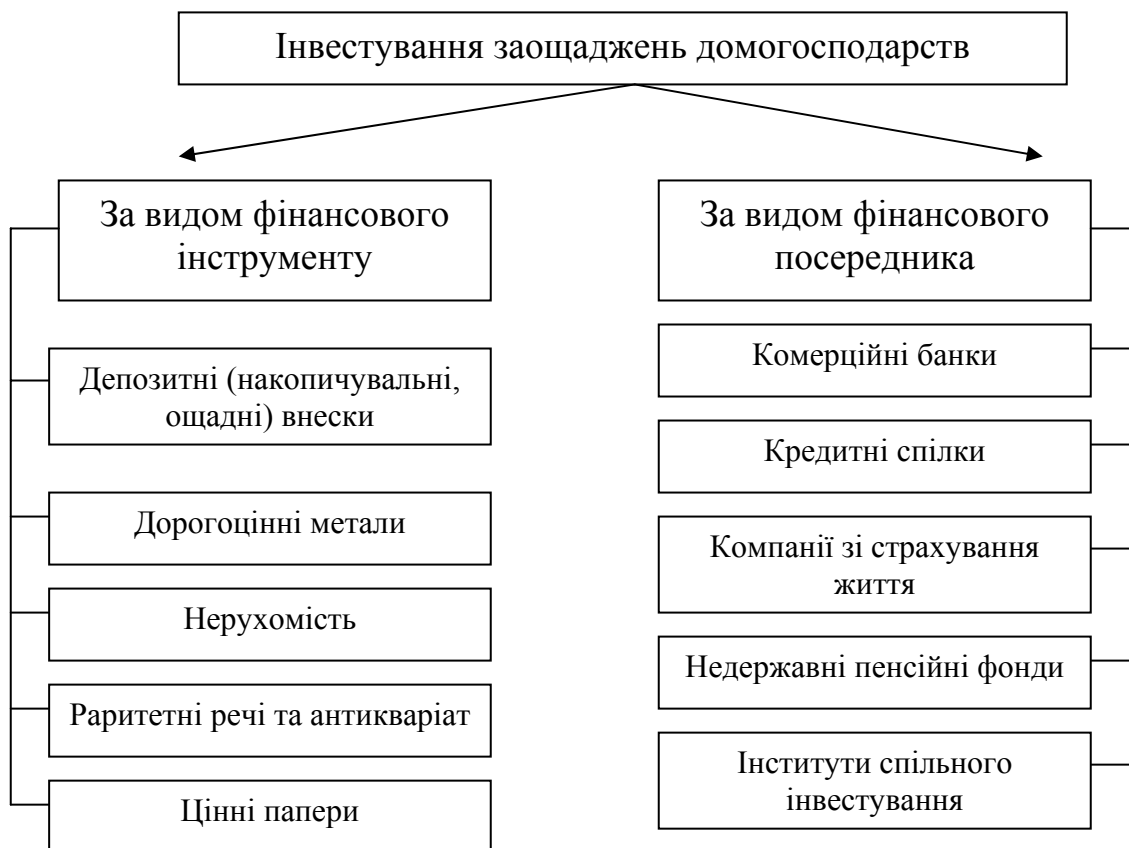 Інвестування заощаджень домогосподарств
За видом фінансового
інструменту
Депозитні (накопичувальні,
ощадні) внески
Дорогоцінні метали
Нерухомість
Раритетні речі та антикваріат
Цінні папери
За видом фінансового
посередника
Комерційні банки
Кредитні спілки
Компанії зі страхування
життя
Недержавні пенсійні фонди
Інститути спільного
інвестування